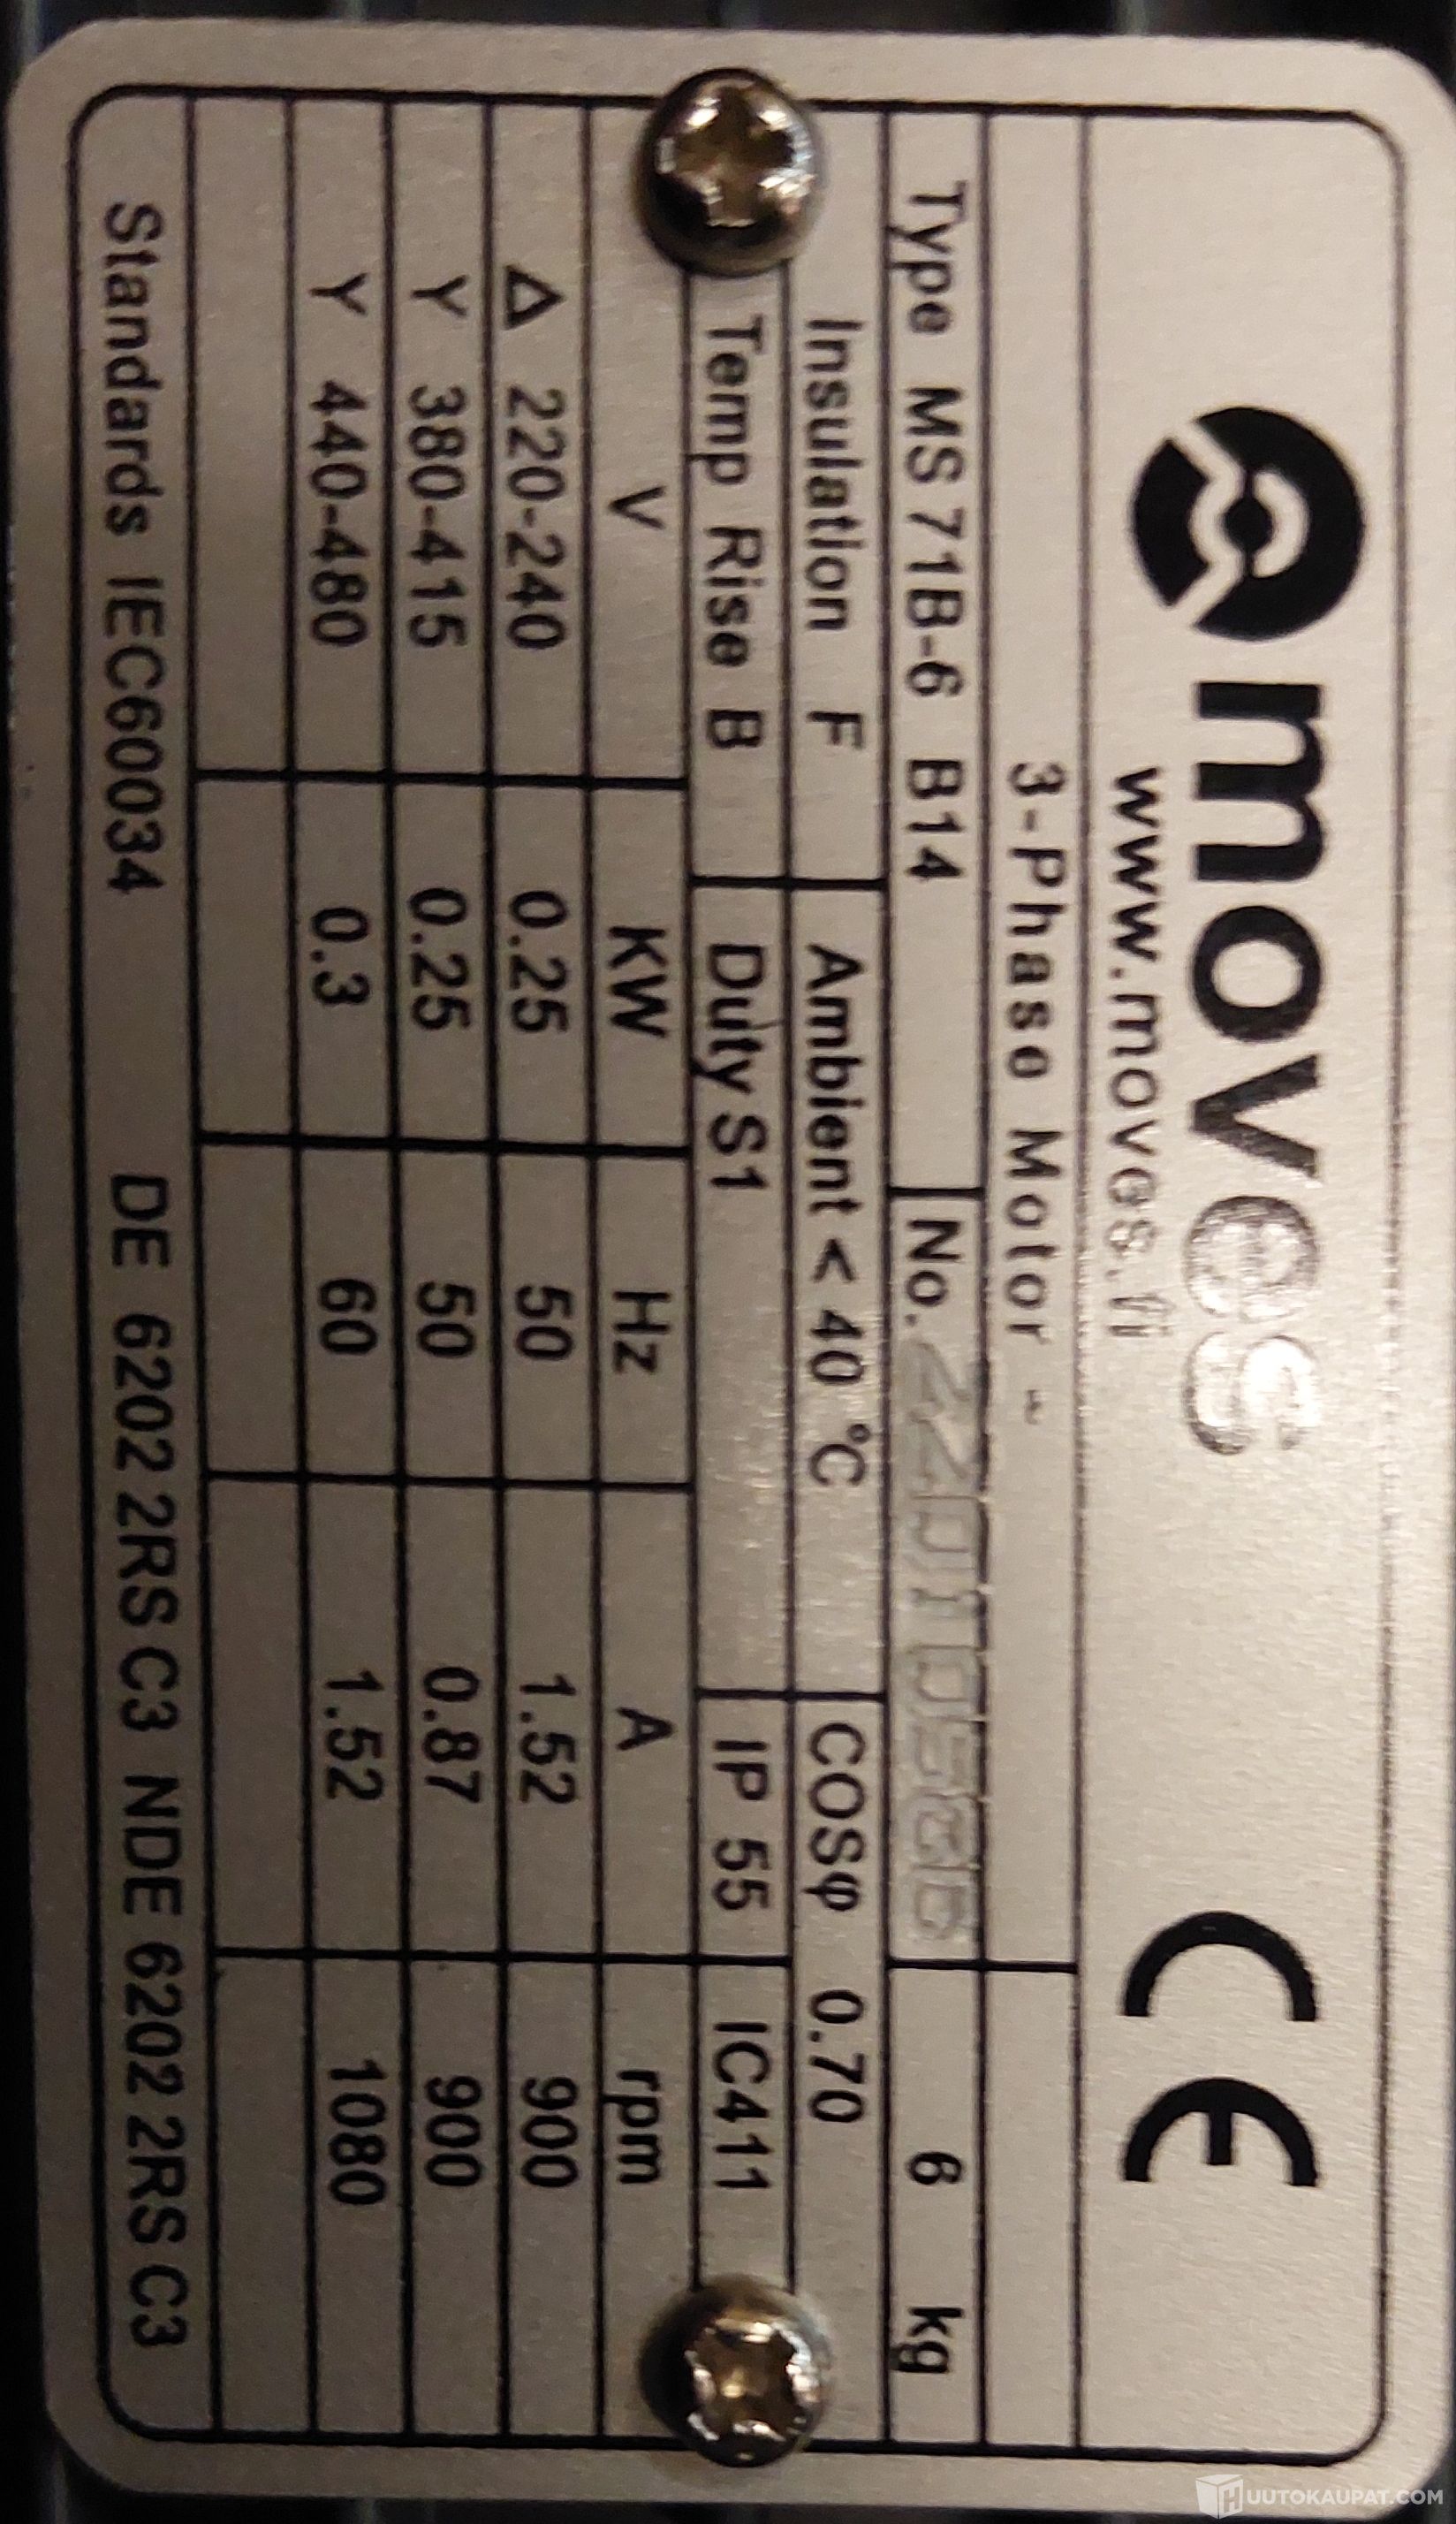 moves
www.moves.fi
CE
3-Phase Motor ~
Type MS 71B-6 B14 No. 6 kg
Insulation F Ambient < 40 °C COSφ 0.70
Temp Rise B Duty S1 IP 55 IC411
V KW Hz A rpm
Δ 220-240 0.25 50 1.52 900
Y 380-415 0.25 50 0.87 900
Y 440-480 0.3 60 1.52 1080
Standards IEC60034 DE 6202 2RS C3 NDE 6202 2RS C3
HUUTOKAUPAT.COM